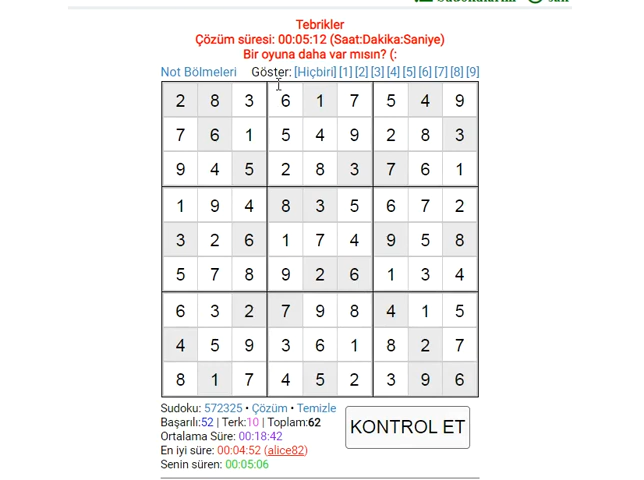 Tebrikler
Çözüm süresi: 00:05:12 (Saat:Dakika:Saniye)
Bir oyuna daha var mısın? (:
Not Bölmeleri Göster: [Hiçbiri] [1] [2] [3] [4] [5] [6] [7] [8] [9]
2 8 3 6 1 7 5 4 9
7 6 1 5 4 9 2 8 3
9 4 5 2 8 3 7 6 1
1 9 4 8 3 5 6 7 2
3 2 6 1 7 4 9 5 8
5 7 8 9 2 6 1 3 4
6 3 2 7 9 8 4 1 5
4 5 9 3 6 1 8 2 7
8 1 7 4 5 2 3 9 6
Sudoku: 572325 • Çözüm • Temizle
Başarılı:52 | Terk:10 | Toplam:62
Ortalama Süre: 00:18:42
En iyi süre: 00:04:52 (alice82)
Senin süren: 00:05:06
KONTROL ET